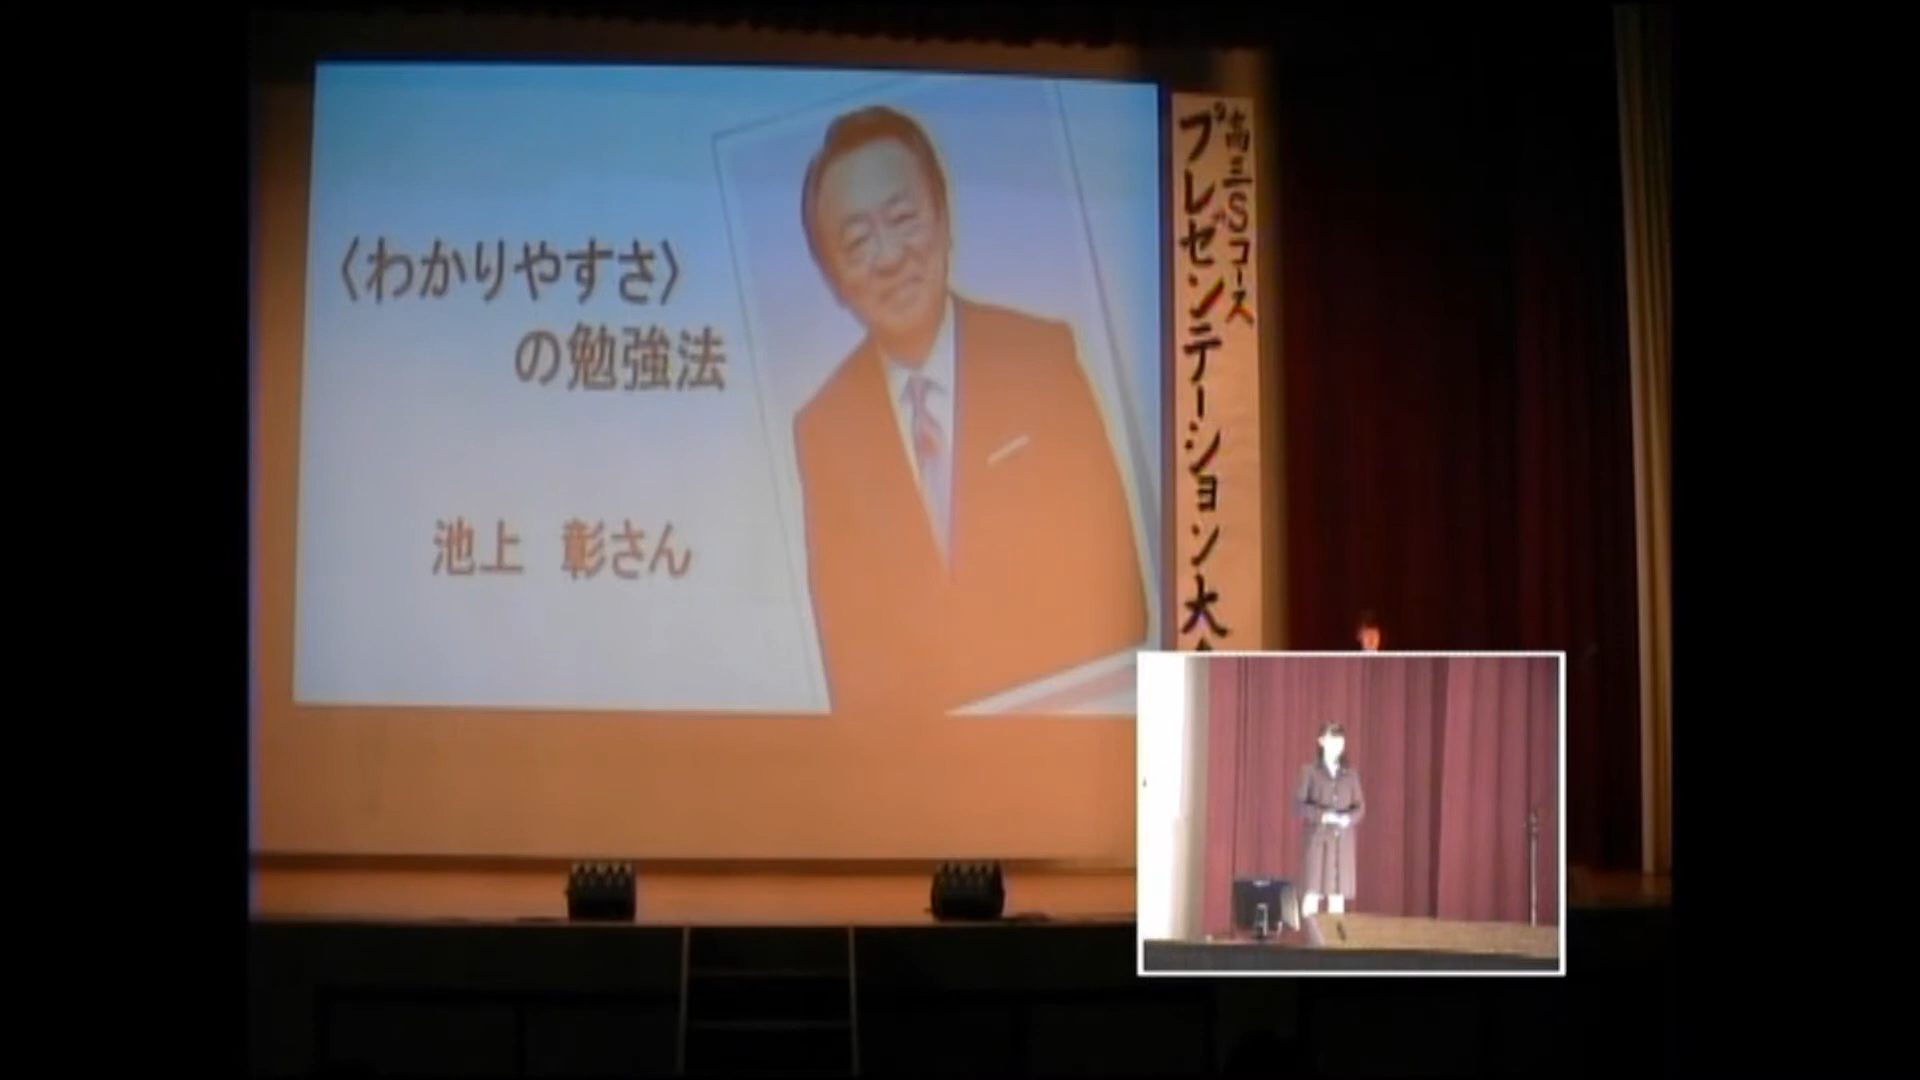 〈わかりやすさ〉
の勉強法
池上 彰さん
高三Sコース
プレゼンテーション大